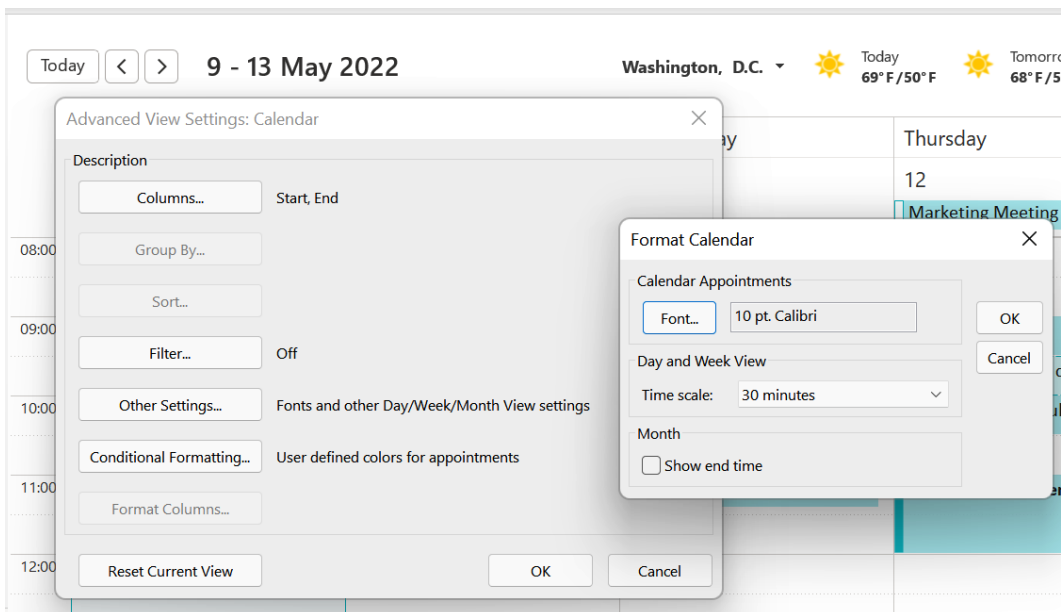 Today
9 - 13 May 2022
Washington, D.C.
Today
69°F/50°F
68°F/5
Advanced View Settings: Calendar
Description
Columns... Start, End
Group By...
Sort...
Filter... Off
Other Settings... Fonts and other Day/Week/Month View settings
Conditional Formatting... User defined colors for appointments
Format Columns...
Reset Current View OK Cancel
Thursday
12
Marketing Meeting
Format Calendar
Calendar Appointments
Font... 10 pt. Calibri
OK
Cancel
Day and Week View
Time scale: 30 minutes
Month
Show end time
08:00
09:00
10:00
11:00
12:00